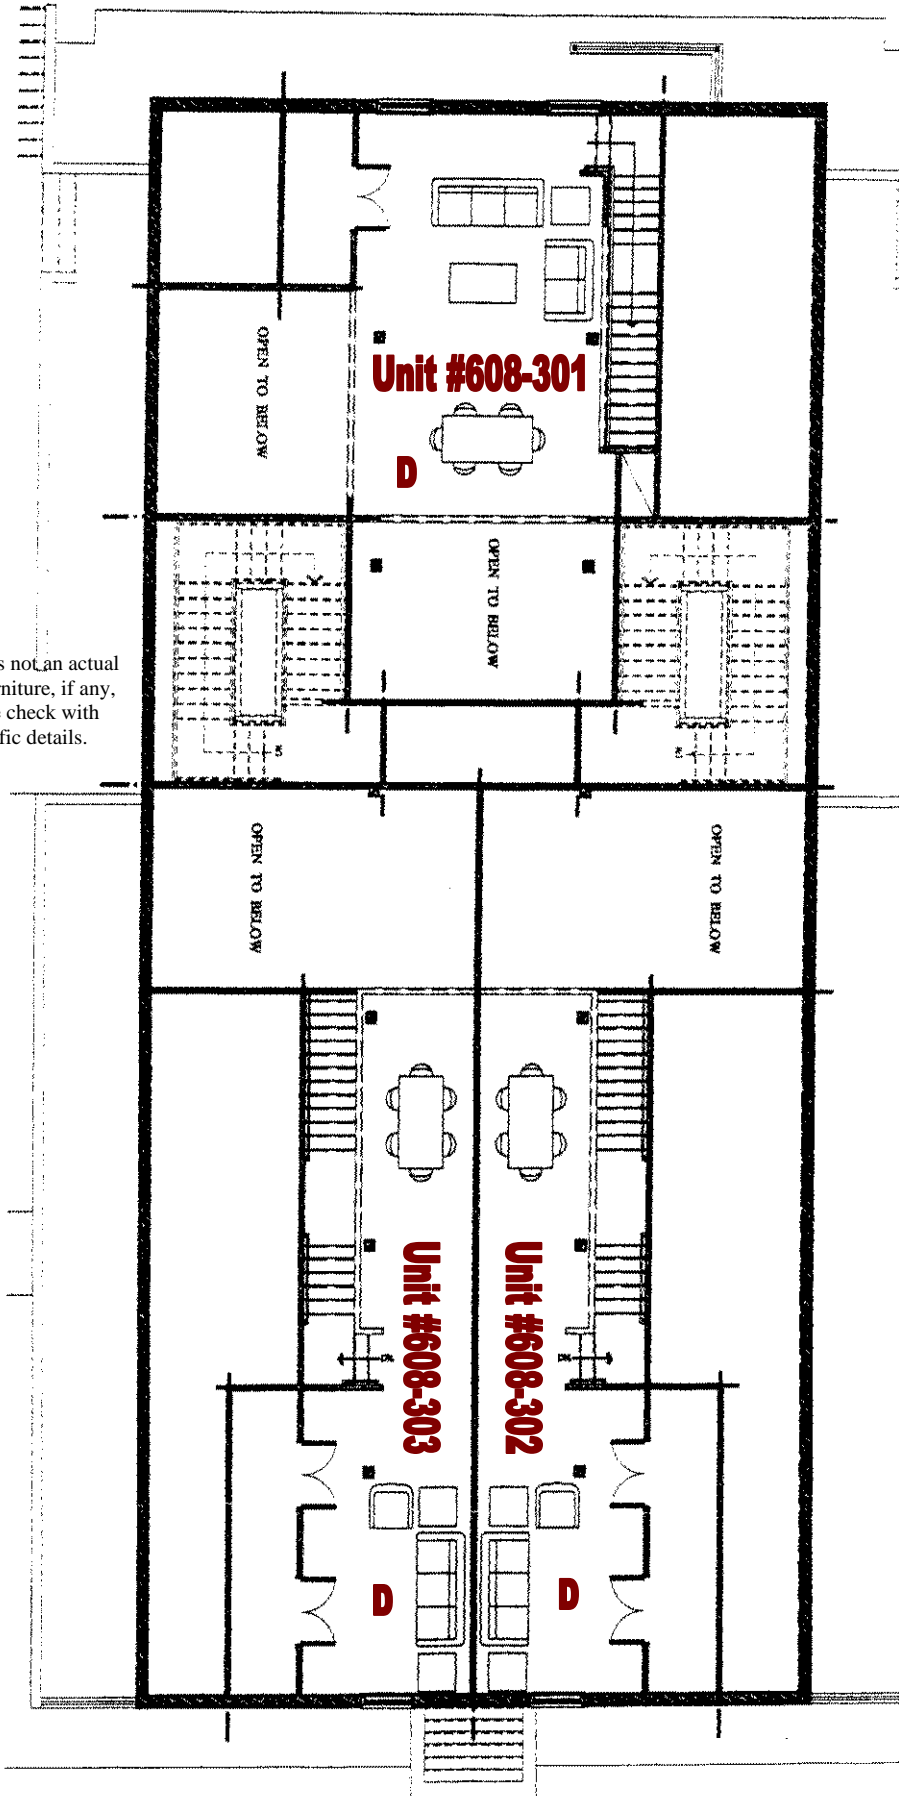 Unit #608-301
OPEN TO BELOW
D
OPEN TO BELOW
s not an actual
rniture, if any,
e check with
fic details.
OPEN TO BELOW
OPEN TO BELOW
Unit #608-303
Unit #608-302
D
D